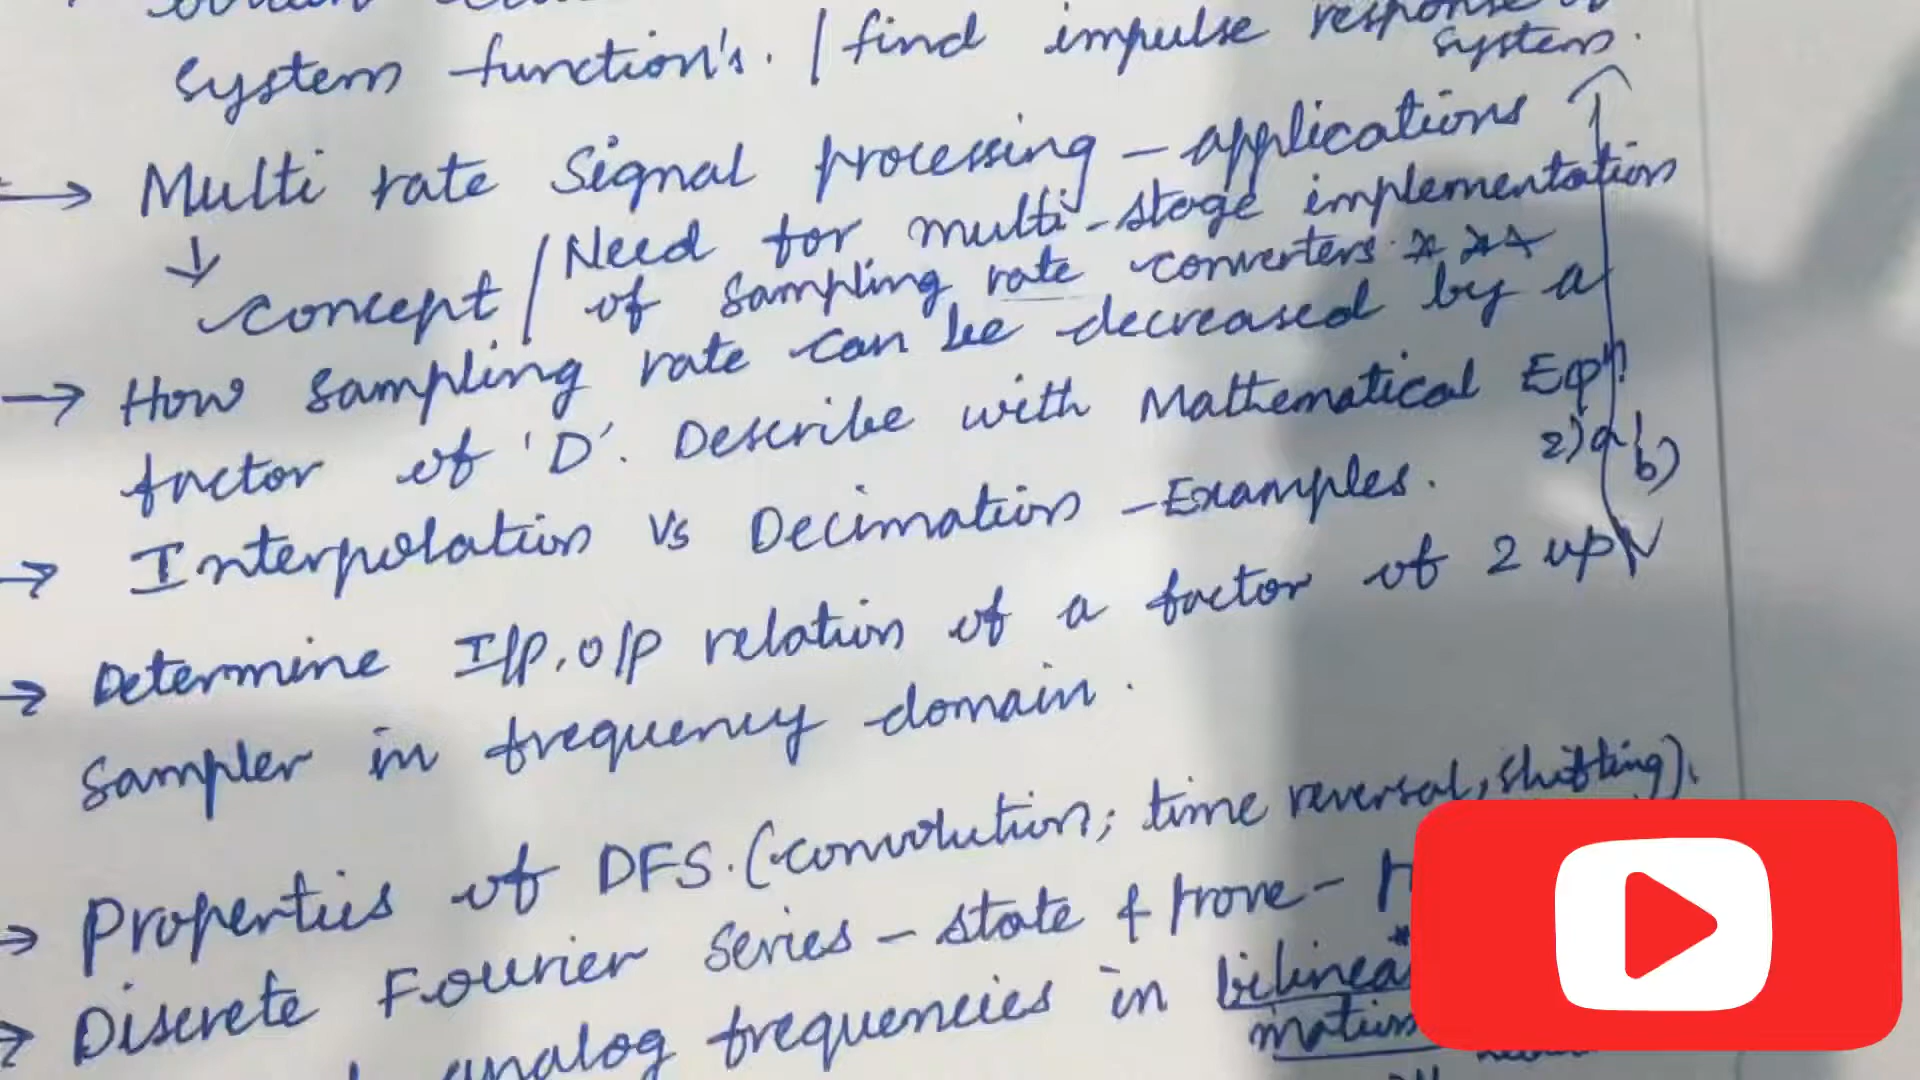 system function's. / find impulse response
system.
→ Multi rate Signal processing - applications
↓
concept / Need for multi-stage implementation
of sampling rate converters. ***
→ How sampling rate can be decreased by a
factor of 'D'. Describe with Mathematical Eqⁿ?
2) a) b)
→ Interpolation Vs Decimation - Examples.
→ Determine I/P, O/P relation of a factor of 2 up
sampler in frequency domain.
→ Properties of DFS. (convolution; time reversal, shifting).
→ Discrete Fourier series - state & prove -
analog frequencies in